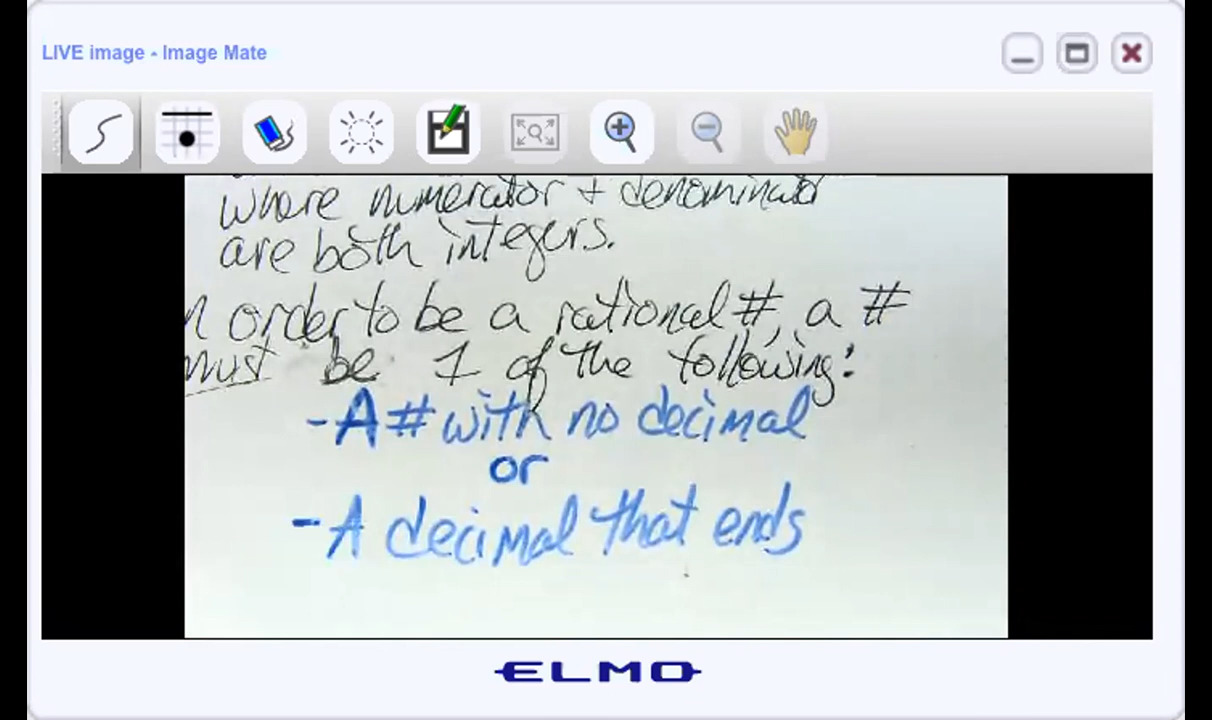 LIVE image - Image Mate
where numerator + denominator
are both integers.
n order to be a rational #, a #
must be 1 of the following:
- A # with no decimal
or
- A decimal that ends
ELMO